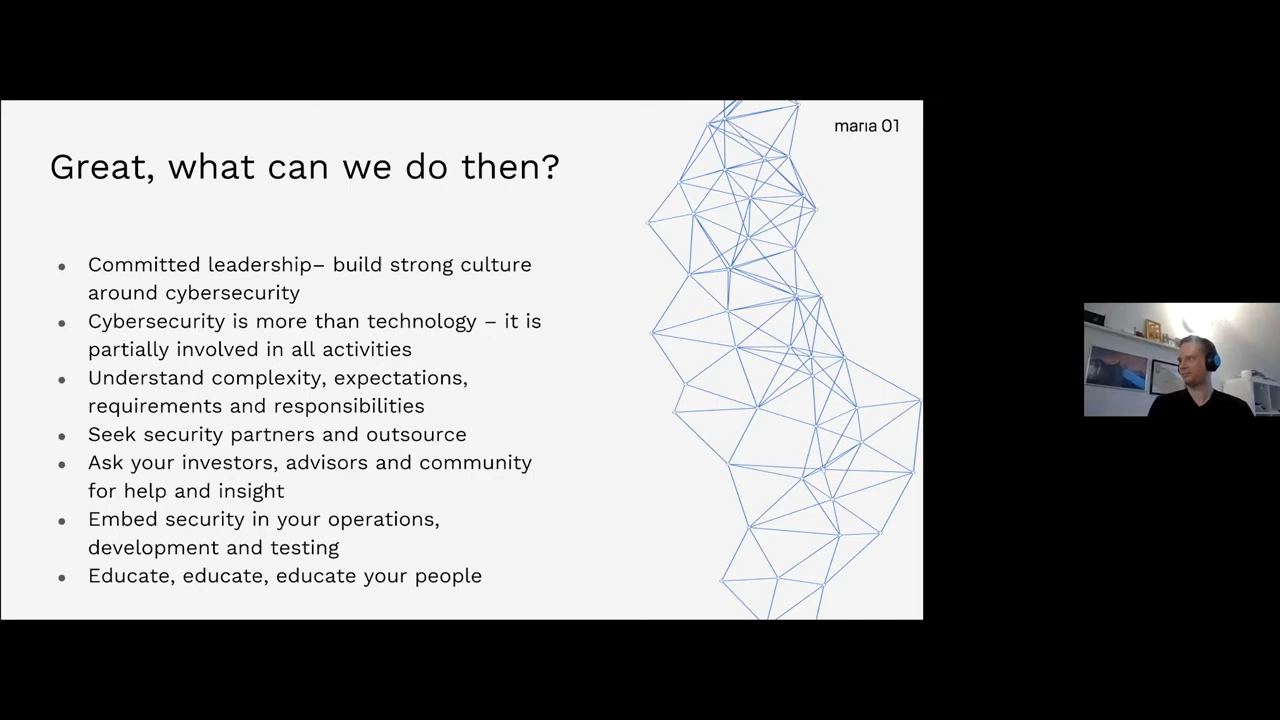 maria 01
Great, what can we do then?
Committed leadership– build strong culture
around cybersecurity
Cybersecurity is more than technology – it is
partially involved in all activities
Understand complexity, expectations,
requirements and responsibilities
Seek security partners and outsource
Ask your investors, advisors and community
for help and insight
Embed security in your operations,
development and testing
Educate, educate, educate your people